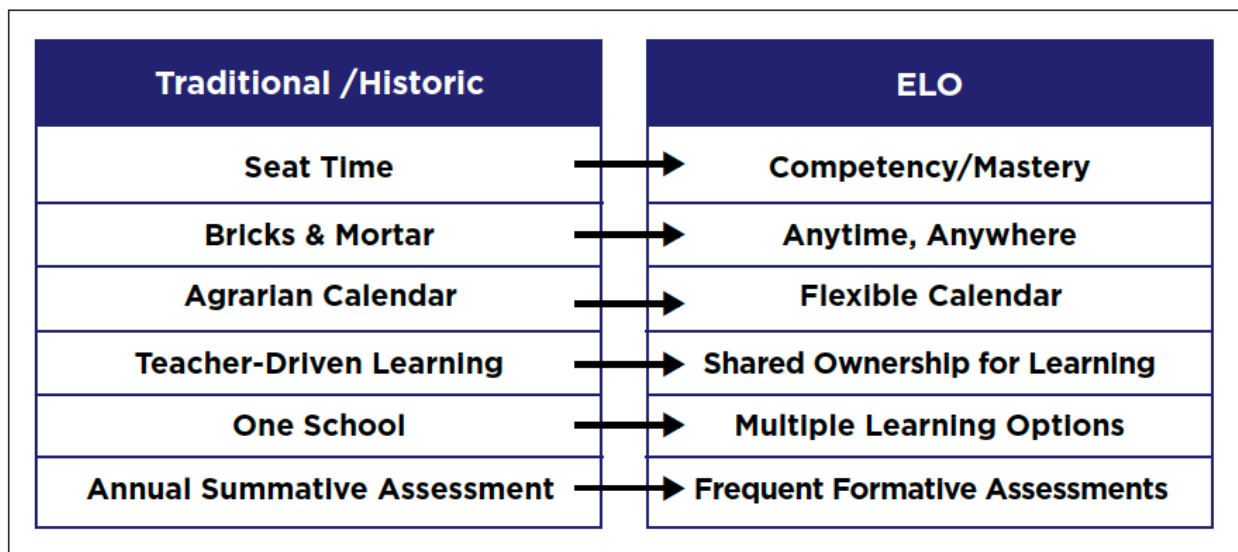 Traditional /Historic
ELO
Seat Time
Competency/Mastery
Bricks & Mortar
Anytime, Anywhere
Agrarian Calendar
Flexible Calendar
Teacher-Driven Learning
Shared Ownership for Learning
One School
Multiple Learning Options
Annual Summative Assessment
Frequent Formative Assessments